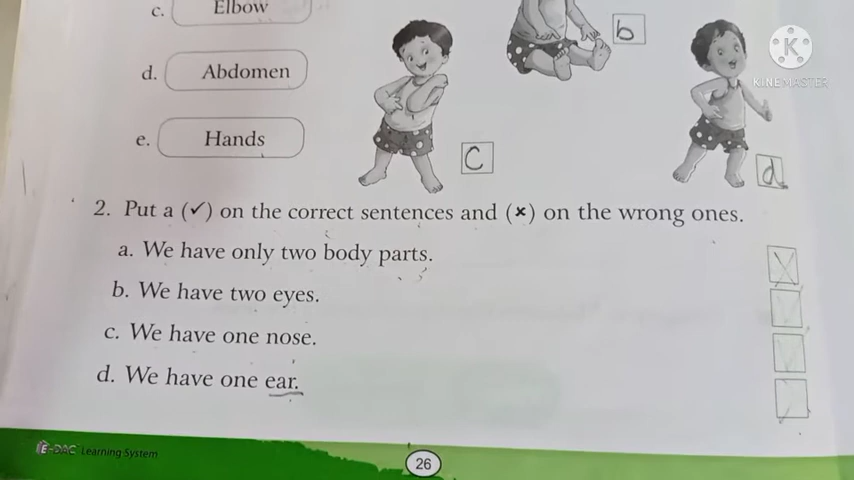 c. Elbow
b
KINEMASTER
d. Abdomen
e. Hands
C
d
2. Put a (✓) on the correct sentences and (×) on the wrong ones.
a. We have only two body parts.
b. We have two eyes.
c. We have one nose.
d. We have one ear.
E-DAC Learning System
26